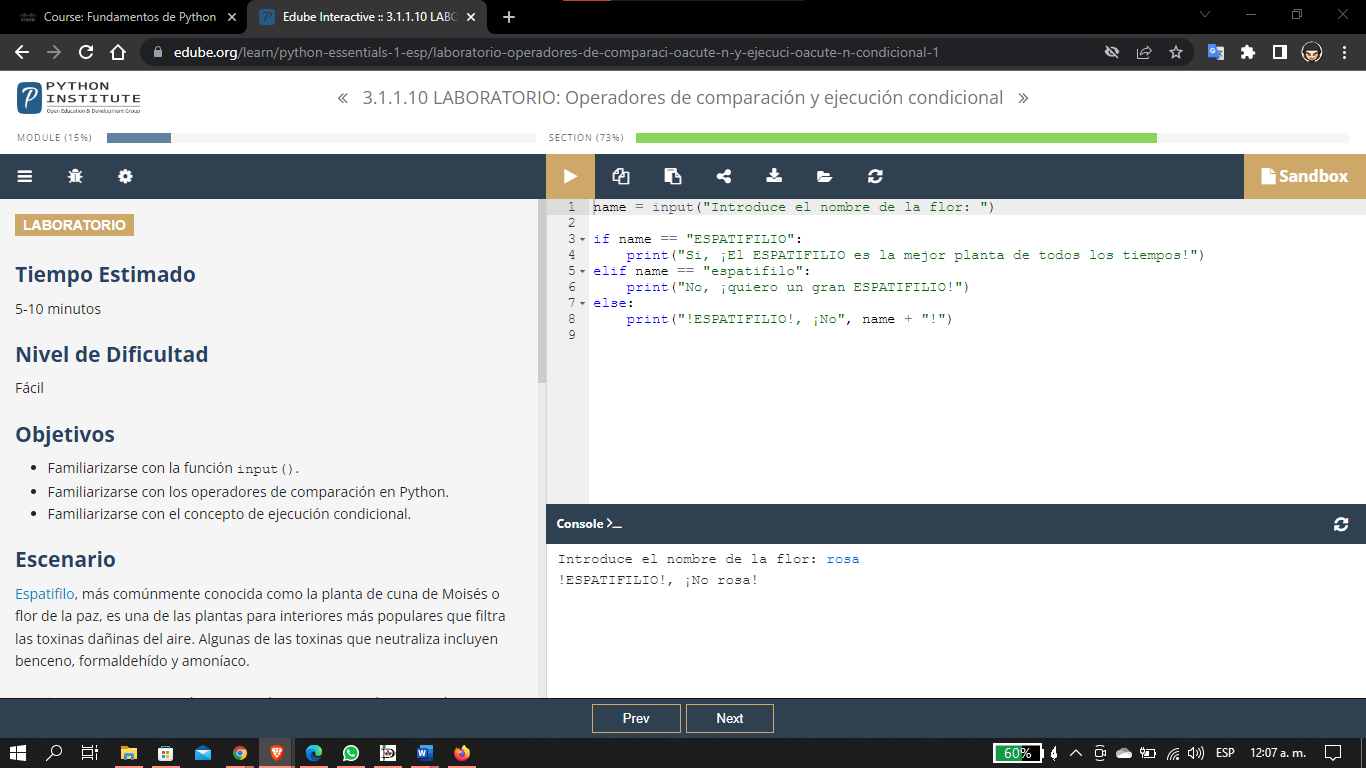 Course: Fundamentos de Python
Edube Interactive :: 3.1.1.10 LABO
edube.org/learn/python-essentials-1-esp/laboratorio-operadores-de-comparaci-oacute-n-y-ejecuci-oacute-n-condicional-1
PYTHON
INSTITUTE
Open Education & Development Group
« 3.1.1.10 LABORATORIO: Operadores de comparación y ejecución condicional »
MODULE (15%)
SECTION (73%)
Sandbox
LABORATORIO
Tiempo Estimado
5-10 minutos
Nivel de Dificultad
Fácil
Objetivos
• Familiarizarse con la función input().
• Familiarizarse con los operadores de comparación en Python.
• Familiarizarse con el concepto de ejecución condicional.
Escenario
Espatifilo, más comúnmente conocida como la planta de cuna de Moisés o
flor de la paz, es una de las plantas para interiores más populares que filtra
las toxinas dañinas del aire. Algunas de las toxinas que neutraliza incluyen
benceno, formaldehído y amoníaco.
1 name = input("Introduce el nombre de la flor: ")
2
3 if name == "ESPATIFILIO":
4     print("Si, ¡El ESPATIFILIO es la mejor planta de todos los tiempos!")
5 elif name == "espatifilo":
6     print("No, ¡quiero un gran ESPATIFILIO!")
7 else:
8     print("!ESPATIFILIO!, ¡No", name + "!")
9
Console
Introduce el nombre de la flor: rosa
!ESPATIFILIO!, ¡No rosa!
Prev
Next
60%
ESP
12:07 a. m.